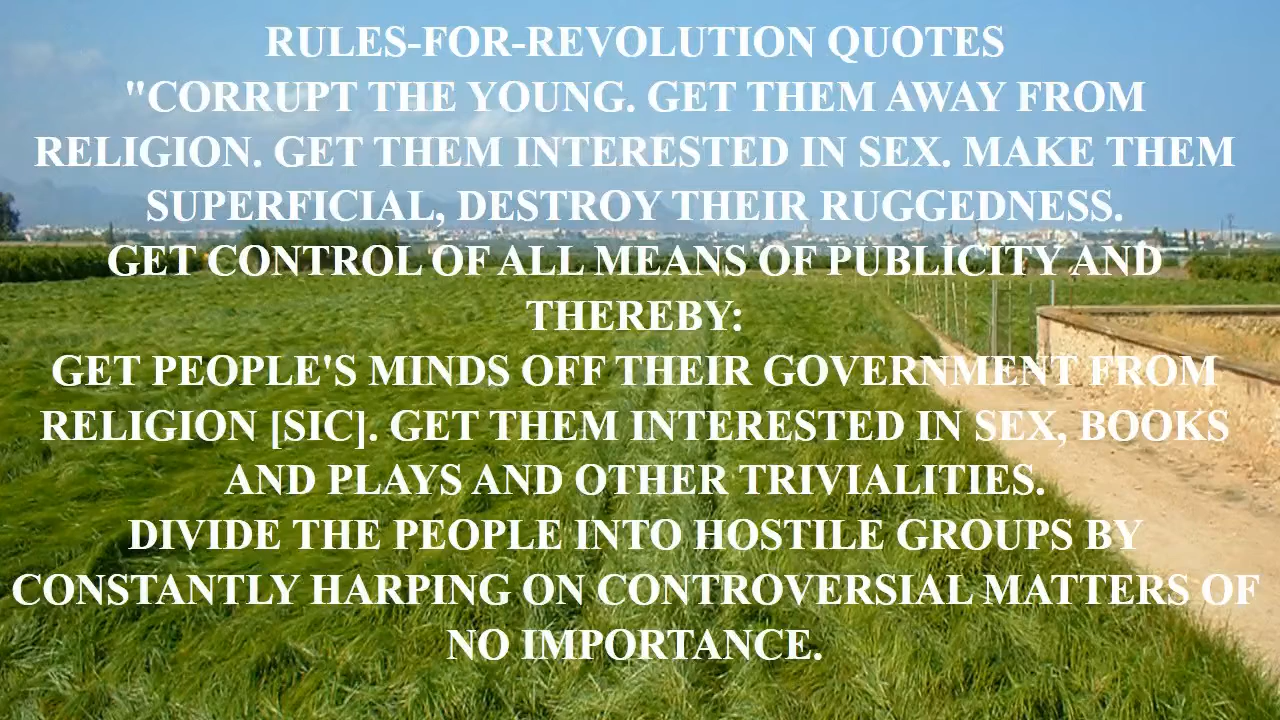 RULES-FOR-REVOLUTION QUOTES
"CORRUPT THE YOUNG. GET THEM AWAY FROM
RELIGION. GET THEM INTERESTED IN SEX. MAKE THEM
SUPERFICIAL, DESTROY THEIR RUGGEDNESS.
GET CONTROL OF ALL MEANS OF PUBLICITY AND
THEREBY:
GET PEOPLE'S MINDS OFF THEIR GOVERNMENT FROM
RELIGION [SIC]. GET THEM INTERESTED IN SEX, BOOKS
AND PLAYS AND OTHER TRIVIALITIES.
DIVIDE THE PEOPLE INTO HOSTILE GROUPS BY
CONSTANTLY HARPING ON CONTROVERSIAL MATTERS OF
NO IMPORTANCE.